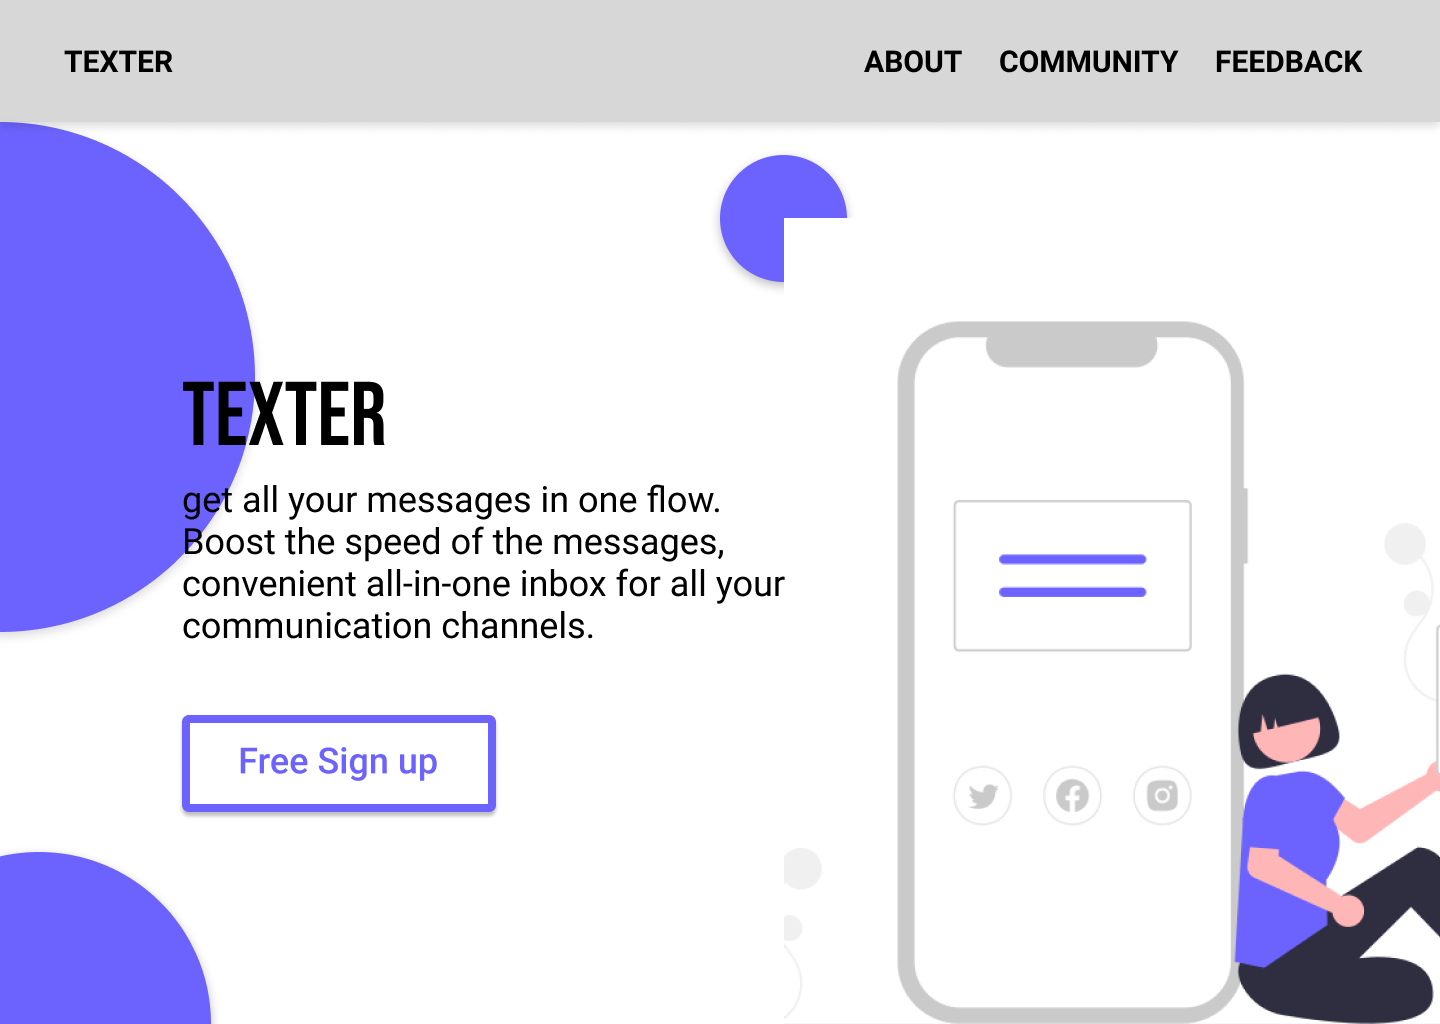 TEXTER
ABOUT COMMUNITY FEEDBACK
TEXTER
get all your messages in one flow.
Boost the speed of the messages,
convenient all-in-one inbox for all your
communication channels.
Free Sign up